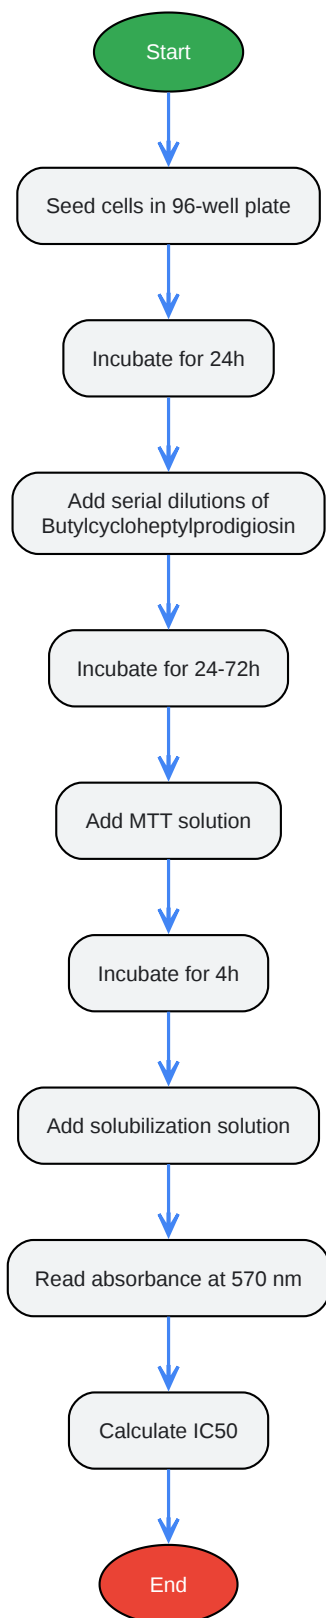 Start
Seed cells in 96-well plate
Incubate for 24h
Add serial dilutions of
Butylcycloheptylprodigiosin
Incubate for 24-72h
Add MTT solution
Incubate for 4h
Add solubilization solution
Read absorbance at 570 nm
Calculate IC50
End